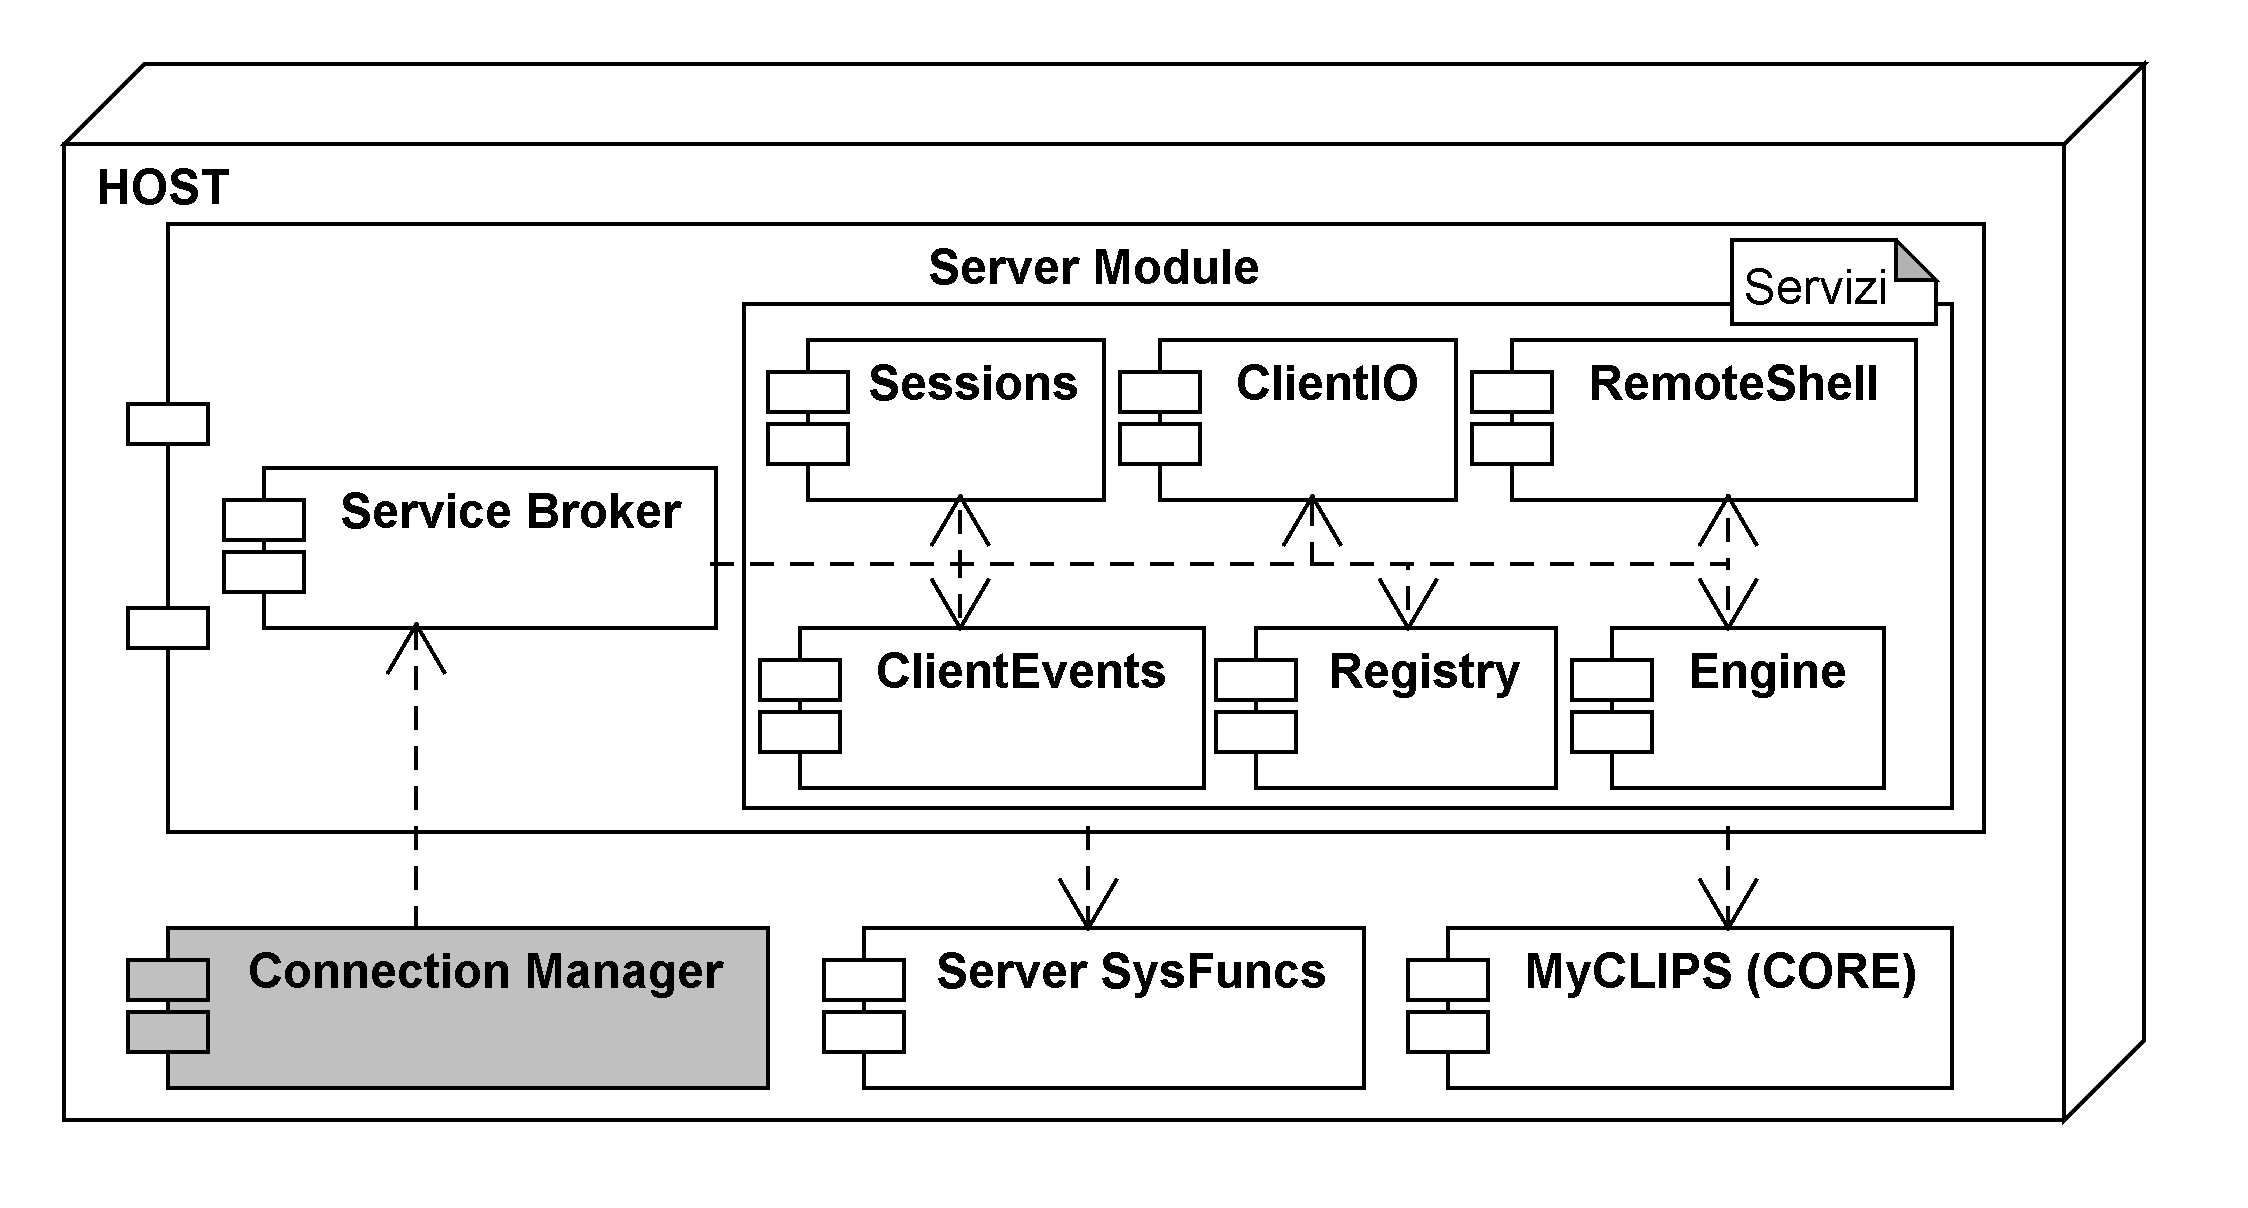 HOST
Server Module
Servizi
Sessions
ClientIO
RemoteShell
Service Broker
ClientEvents
Registry
Engine
Connection Manager
Server SysFuncs
MyCLIPS (CORE)